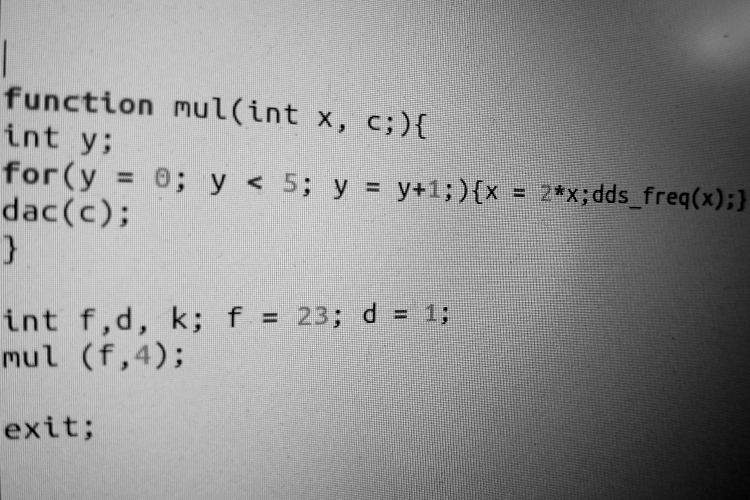 function mul(int x, c;){
int y;
for(y = 0; y < 5; y = y+1;){x = 2*x;dds_freq(x);}
dac(c);
}
int f,d, k; f = 23; d = 1;
mul (f,4);
exit;